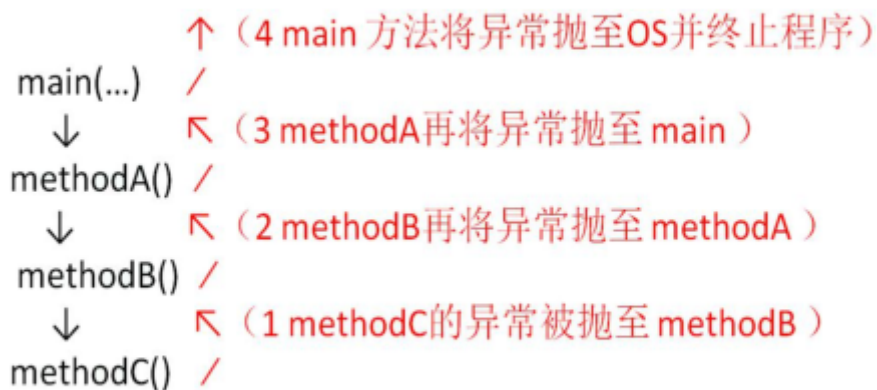 ↑（4 main 方法将异常抛至OS并终止程序）
main(...) /
↓ ↖（3 methodA再将异常抛至 main ）
methodA() /
↓ ↖（2 methodB再将异常抛至 methodA ）
methodB() /
↓ ↖（1 methodC的异常被抛至 methodB ）
methodC() /